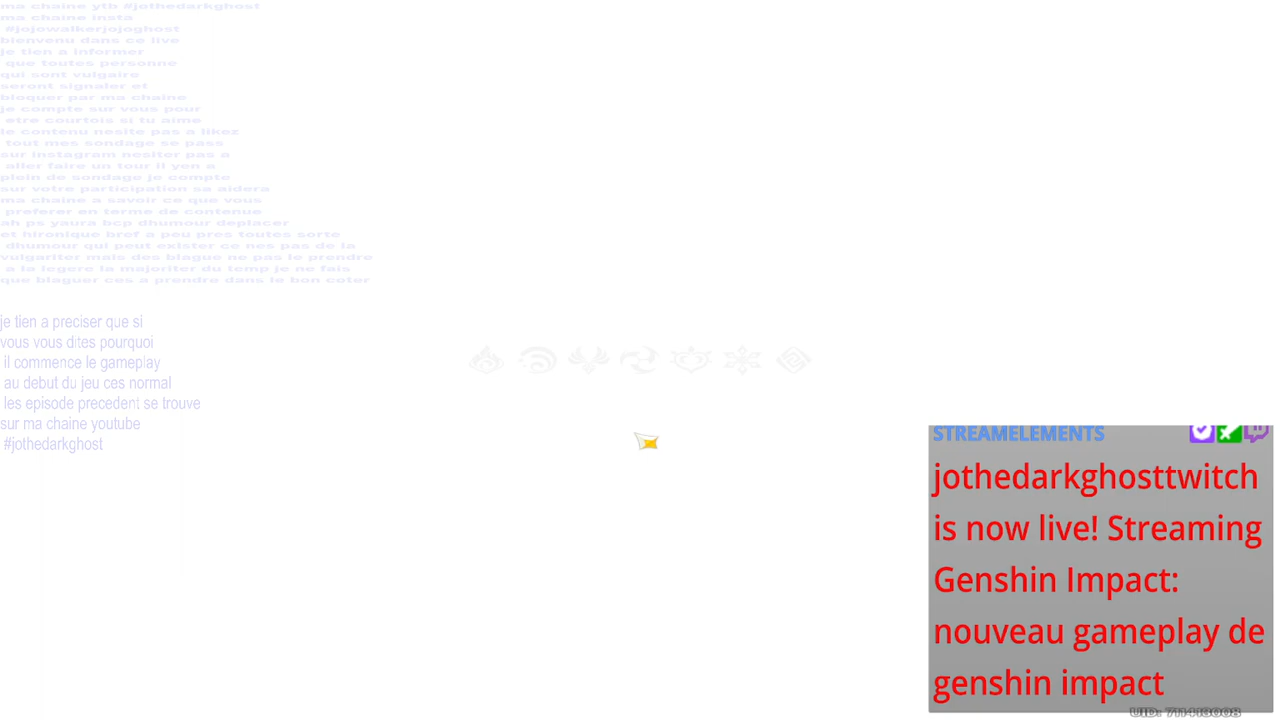 ma chaine ytb #jothedarkghost
ma chaine insta
#jojowalkerjojoghost
bienvenu dans ce live
je tien a informer
que toutes personne
qui sont vulgaire
seront signaler et
bloquer par ma chaine
je compte sur vous pour
etre courtois si tu aime
le contenu nesite pas a likez
tout mes sondage se pass
sur instagram nesiter pas a
aller faire un tour il yen a
plein de sondage je compte
sur votre participation sa aidera
ma chaine a savoir ce que vous
preferer en terme de contenue
ah ps yaura bcp dhumour deplacer
et hironique bref a peu pres toutes sorte
dhumour qui peut exister ce nes pas de la
vulgariter mais des blague ne pas le prendre
a la legere la majoriter du temp je ne fais
que blaguer ces a prendre dans le bon coter
je tien a preciser que si
vous vous dites pourquoi
il commence le gameplay
au debut du jeu ces normal
les episode precedent se trouve
sur ma chaine youtube
#jothedarkghost
STREAMELEMENTS
jothedarkghosttwitch
is now live! Streaming
Genshin Impact:
nouveau gameplay de
genshin impact